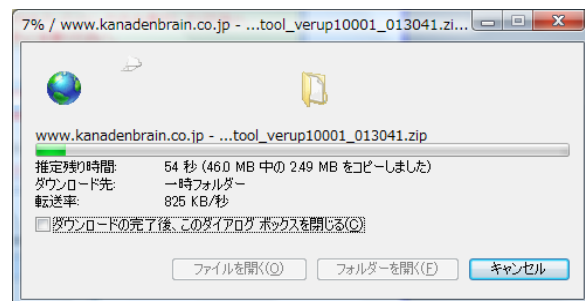 7% / www.kanadenbrain.co.jp - ...tool_verup10001_013041.zi...
www.kanadenbrain.co.jp - ...tool_verup10001_013041.zip
推定残り時間: 54 秒 (46.0 MB 中の 2.49 MB をコピーしました)
ダウンロード先: 一時フォルダー
転送率: 825 KB/秒
ダウンロードの完了後、このダイアログ ボックスを閉じる(C)
ファイルを開く(O) フォルダーを開く(F) キャンセル